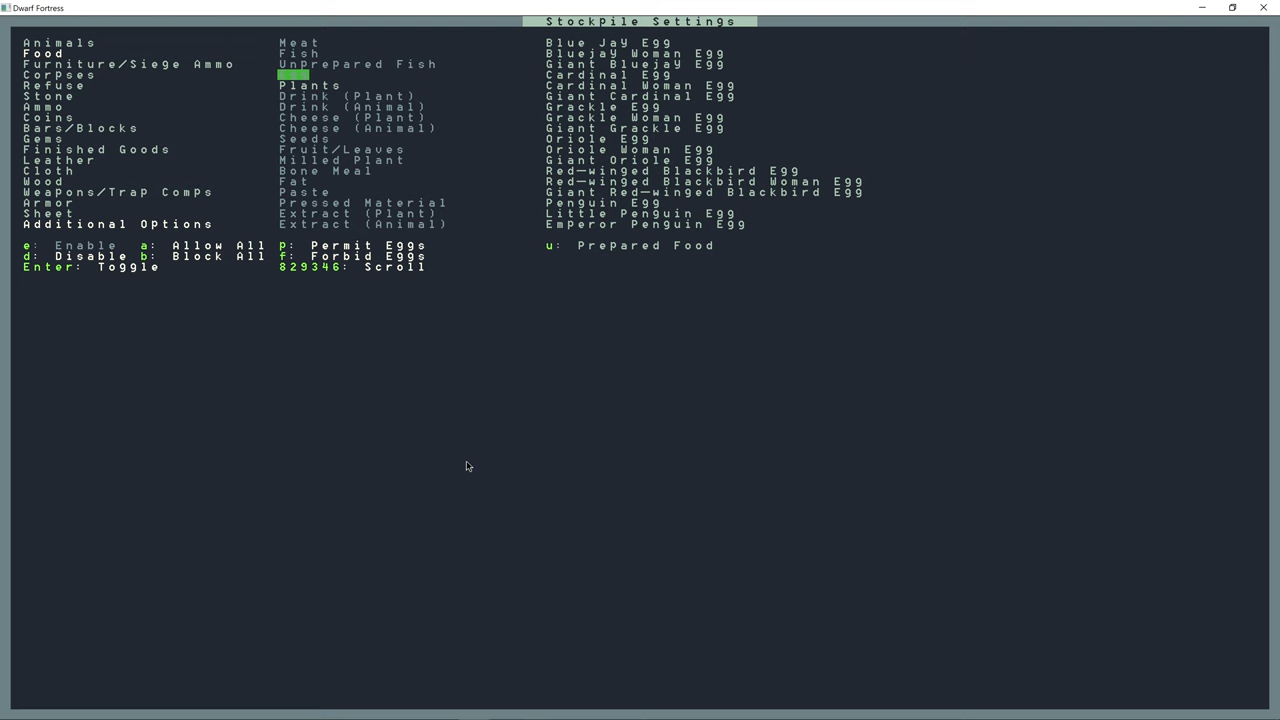 Dwarf Fortress
Stockpile Settings
Animals
Food
Furniture/Siege Ammo
Corpses
Refuse
Stone
Ammo
Coins
Bars/Blocks
Gems
Finished Goods
Leather
Cloth
Wood
Weapons/Trap Comps
Armor
Sheet
Additional Options
Meat
Fish
Unprepared Fish
Plants
Drink (Plant)
Drink (Animal)
Cheese (Plant)
Cheese (Animal)
Seeds
Fruit/Leaves
Milled Plant
Bone Meal
Fat
Paste
Pressed Material
Extract (Plant)
Extract (Animal)
Blue Jay Egg
Bluejay Woman Egg
Giant Bluejay Egg
Cardinal Egg
Cardinal Woman Egg
Giant Cardinal Egg
Grackle Egg
Grackle Woman Egg
Giant Grackle Egg
Oriole Egg
Oriole Woman Egg
Giant Oriole Egg
Red-winged Blackbird Egg
Red-winged Blackbird Woman Egg
Giant Red-winged Blackbird Egg
Penguin Egg
Little Penguin Egg
Emperor Penguin Egg
e: Enable a: Allow All p: Permit Eggs u: Prepared Food
d: Disable b: Block All f: Forbid Eggs
Enter: Toggle 829346: Scroll